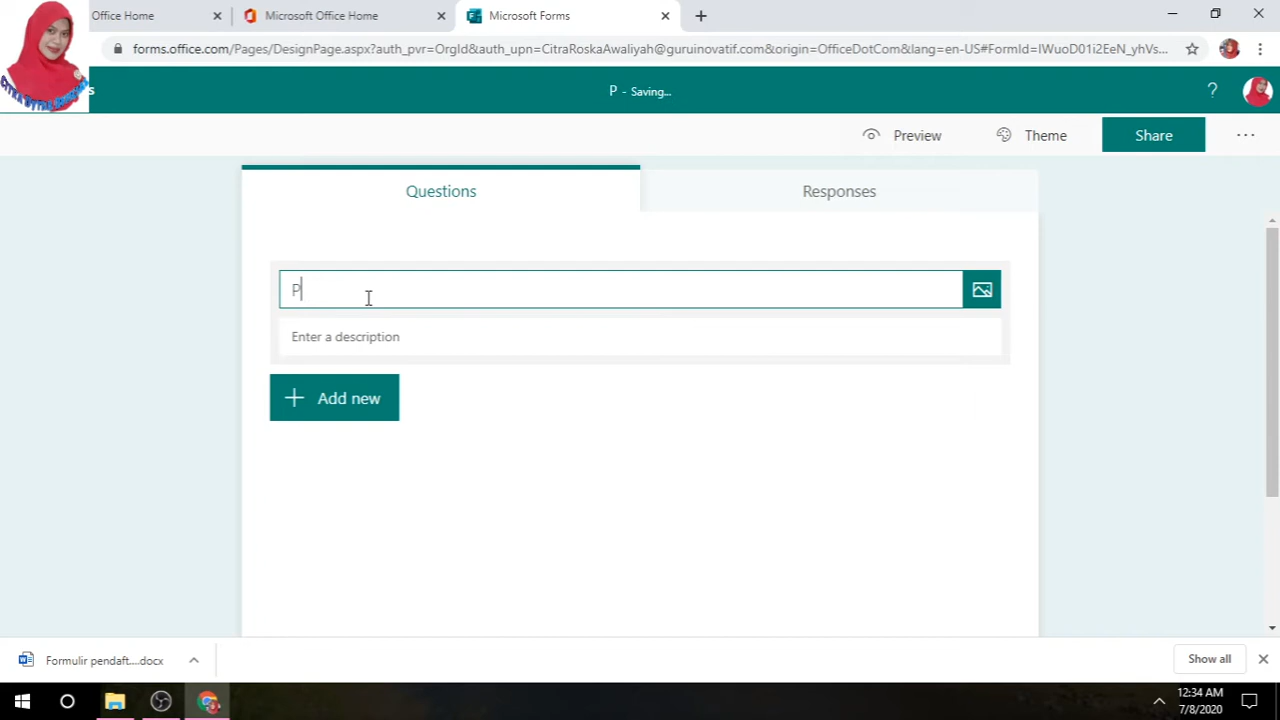 Office Home
Microsoft Office Home
Microsoft Forms
forms.office.com/Pages/DesignPage.aspx?auth_pvr=OrgId&auth_upn=CitraRoskaAwaliyah@guruinovatif.com&origin=OfficeDotCom&lang=en-US#FormId=IWuoD01i2EeN_yhVs...
s
P - Saving...
?
Preview
Theme
Share
Questions
Responses
P
Enter a description
Add new
Formulir pendaft....docx
Show all
12:34 AM
7/8/2020